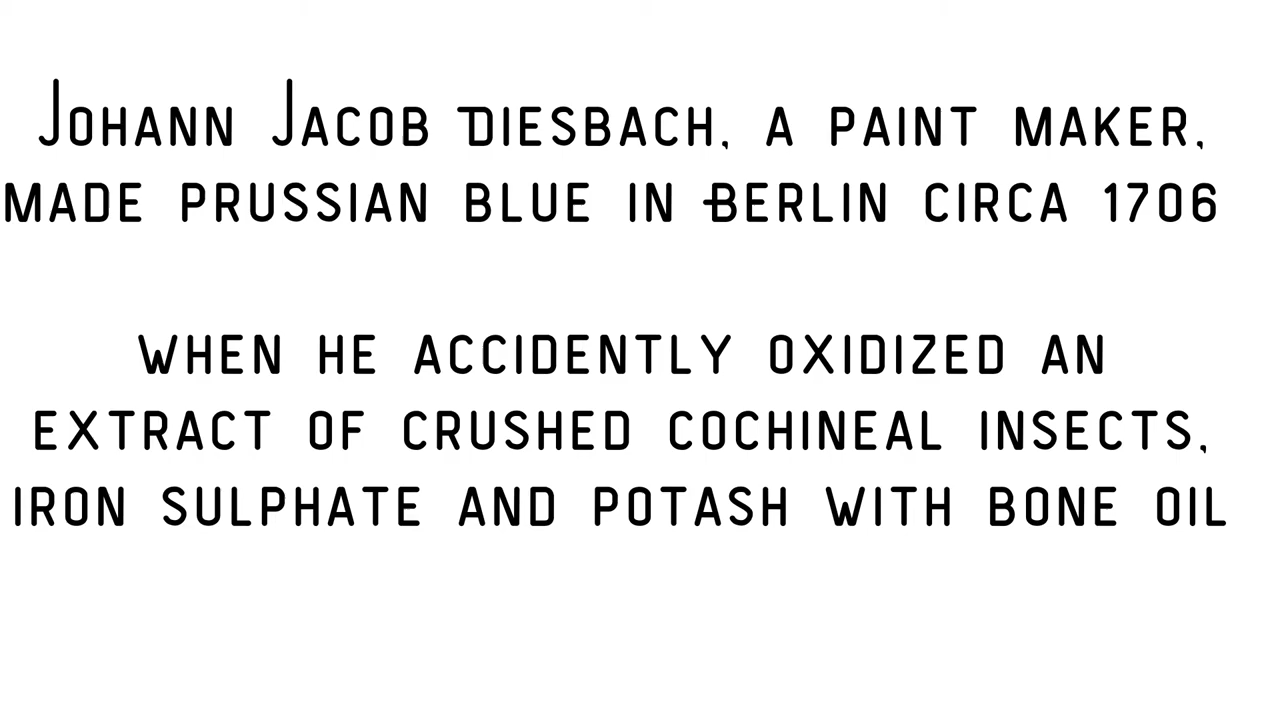 Johann Jacob Diesbach, a paint maker,
made prussian blue in Berlin circa 1706
when he accidently oxidized an
extract of crushed cochineal insects,
iron sulphate and potash with bone oil